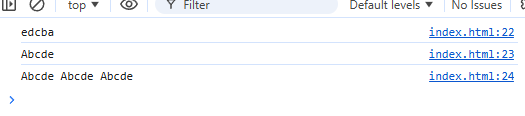 top Filter Default levels No Issues
edcba index.html:22
Abcde index.html:23
Abcde Abcde Abcde index.html:24